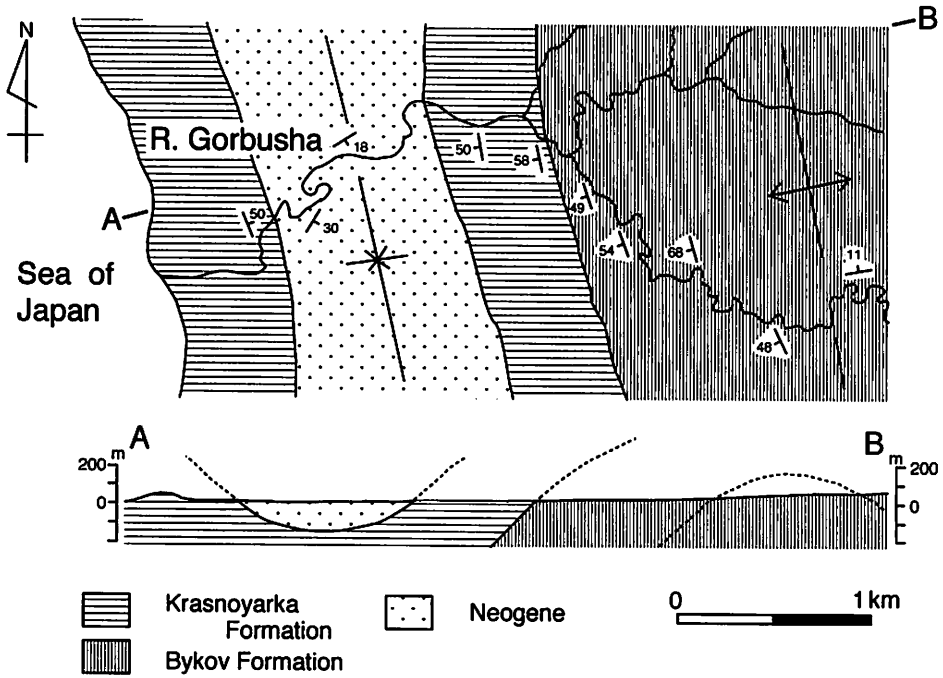 N
B
R. Gorbusha
18
50
58
50
30
A
49
54
68
11
48
Sea of
Japan
A
B
m
200
0
m
200
0
Krasnoyarka
Formation
Neogene
Bykov Formation
0
1 km